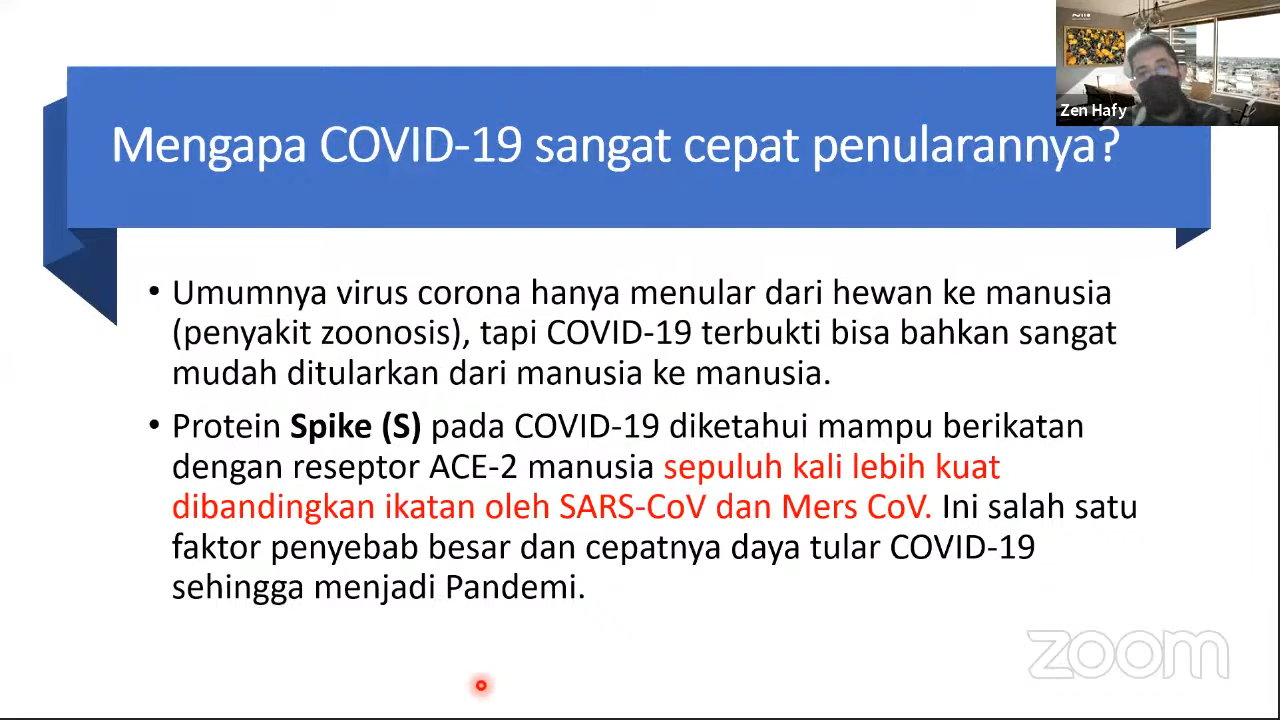 Mengapa COVID-19 sangat cepat penularannya?
Zen Hafy
• Umumnya virus corona hanya menular dari hewan ke manusia
(penyakit zoonosis), tapi COVID-19 terbukti bisa bahkan sangat
mudah ditularkan dari manusia ke manusia.
• Protein Spike (S) pada COVID-19 diketahui mampu berikatan
dengan reseptor ACE-2 manusia sepuluh kali lebih kuat
dibandingkan ikatan oleh SARS-CoV dan Mers CoV. Ini salah satu
faktor penyebab besar dan cepatnya daya tular COVID-19
sehingga menjadi Pandemi.
zoom